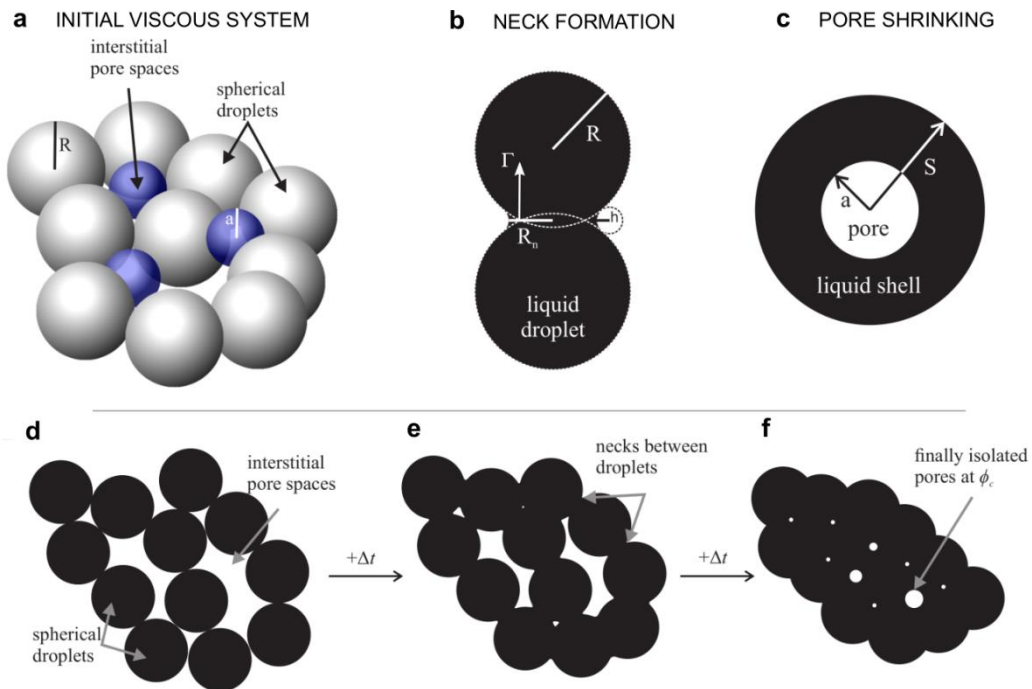 a INITIAL VISCOUS SYSTEM
interstitial
pore spaces
spherical
droplets
R
a
b NECK FORMATION
R
Γ
h
Rₙ
liquid
droplet
c PORE SHRINKING
S
a
pore
liquid shell
d
interstitial
pore spaces
spherical
droplets
+Δt
e
necks between
droplets
+Δt
f
finally isolated
pores at ϕ꜀